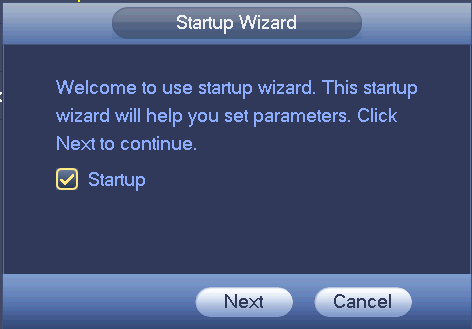 Startup Wizard
Welcome to use startup wizard. This startup
wizard will help you set parameters. Click
Next to continue.
Startup
Next Cancel